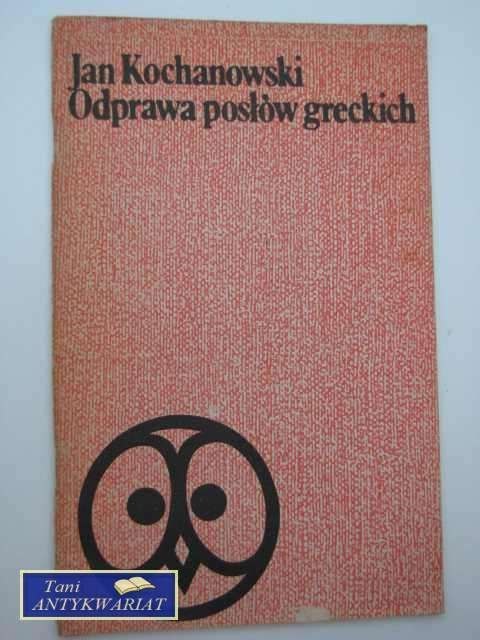 Jan Kochanowski
Odprawa posłów greckich
Tani
ANTYKWARIAT